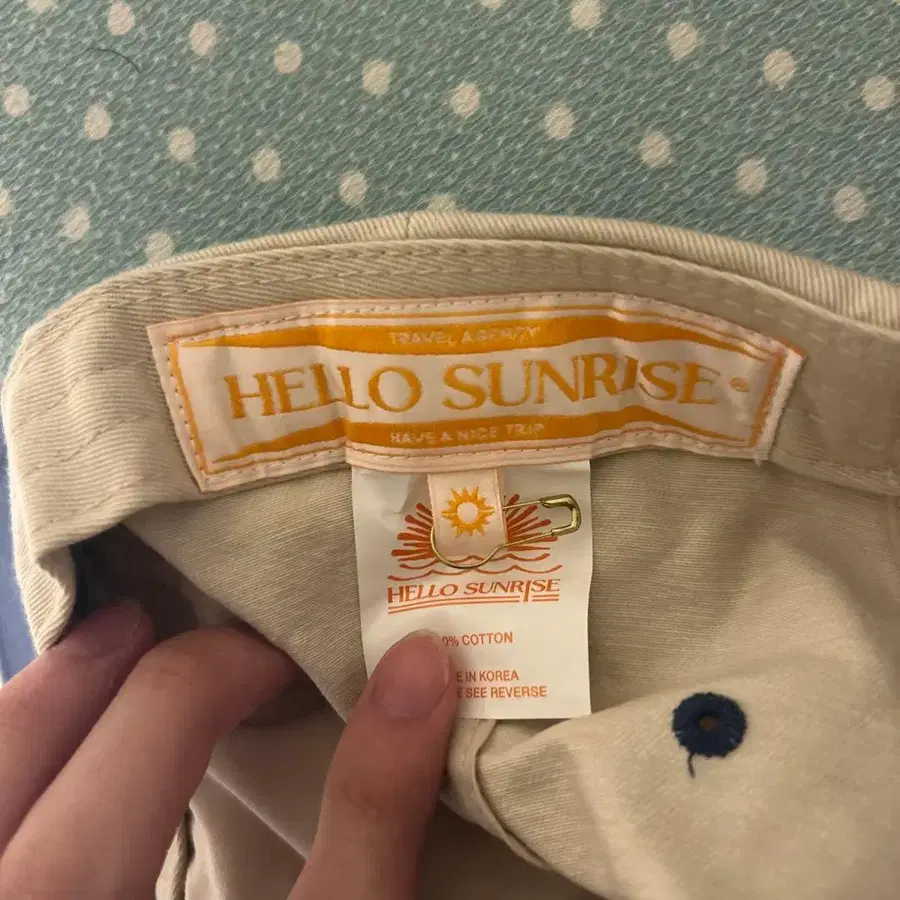 TRAVEL AGENCY
HELLO SUNRISE
HAVE A NICE TRIP
HELLO SUNRISE
0% COTTON
E IN KOREA
E SEE REVERSE